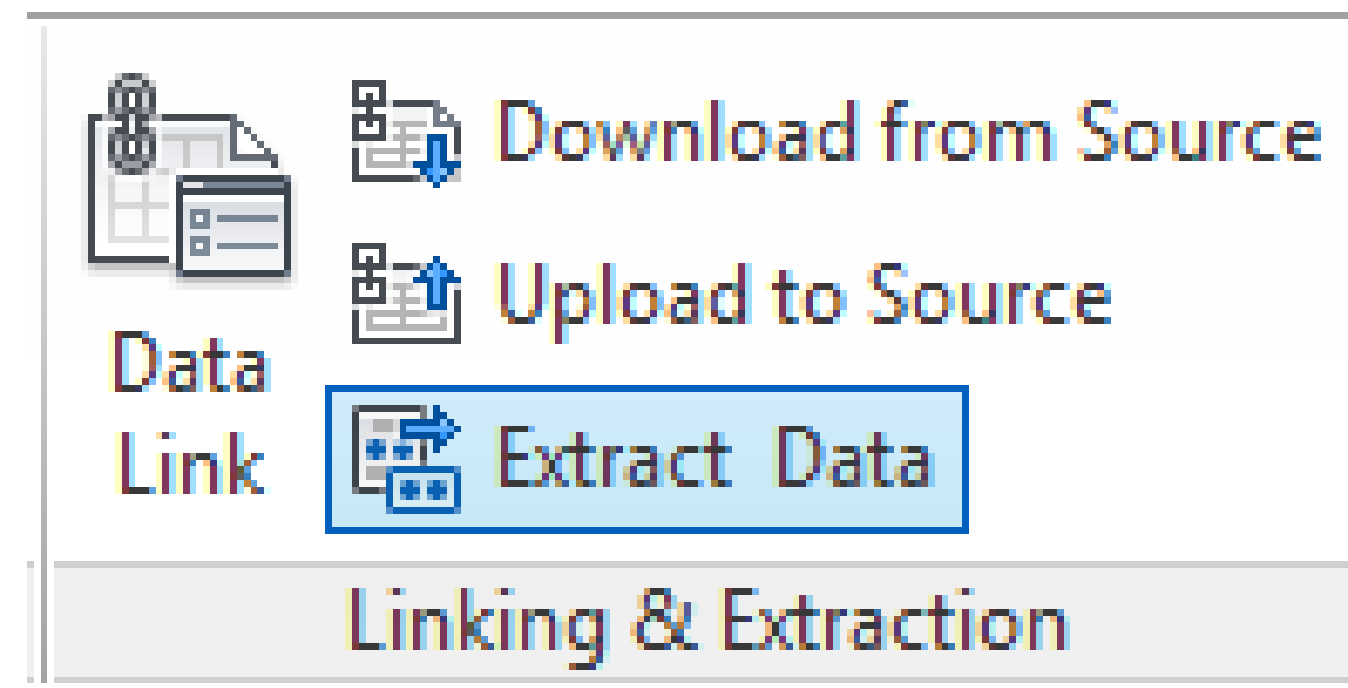 Data
Link
Download from Source
Upload to Source
Extract Data
Linking & Extraction